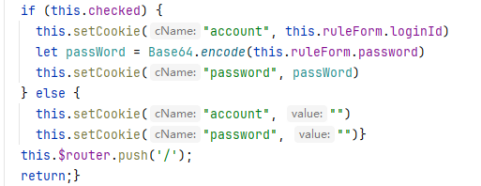 if (this.checked) {
this.setCookie( cName: "account", this.ruleForm.loginId)
let passWord = Base64.encode(this.ruleForm.password)
this.setCookie( cName: "password", passWord)
} else {
this.setCookie( cName: "account", value: "")
this.setCookie( cName: "password", value: "")}
this.$router.push('/');
return;}